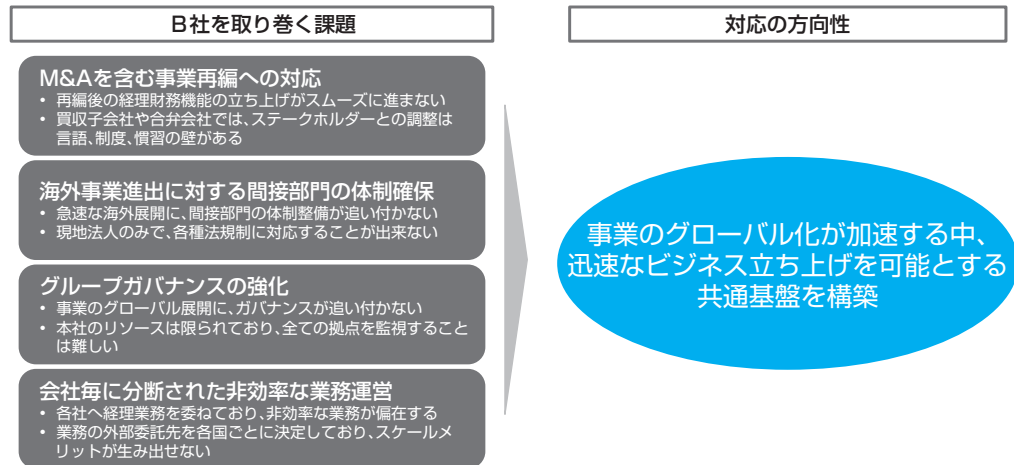 B社を取り巻く課題
M&Aを含む事業再編への対応
• 再編後の経理財務機能の立ち上げがスムーズに進まない
• 買収子会社や合弁会社では、ステークホルダーとの調整は
言語、制度、慣習の壁がある
海外事業進出に対する間接部門の体制確保
• 急速な海外展開に、間接部門の体制整備が追い付かない
• 現地法人のみで、各種法規制に対応することが出来ない
グループガバナンスの強化
• 事業のグローバル展開に、ガバナンスが追い付かない
• 本社のリソースは限られており、全ての拠点を監視すること
は難しい
会社毎に分断された非効率な業務運営
• 各社へ経理業務を委ねており、非効率な業務が偏在する
• 業務の外部委託先を各国ごとに決定しており、スケールメ
リットが生み出せない
対応の方向性
事業のグローバル化が加速する中、
迅速なビジネス立ち上げを可能とする
共通基盤を構築